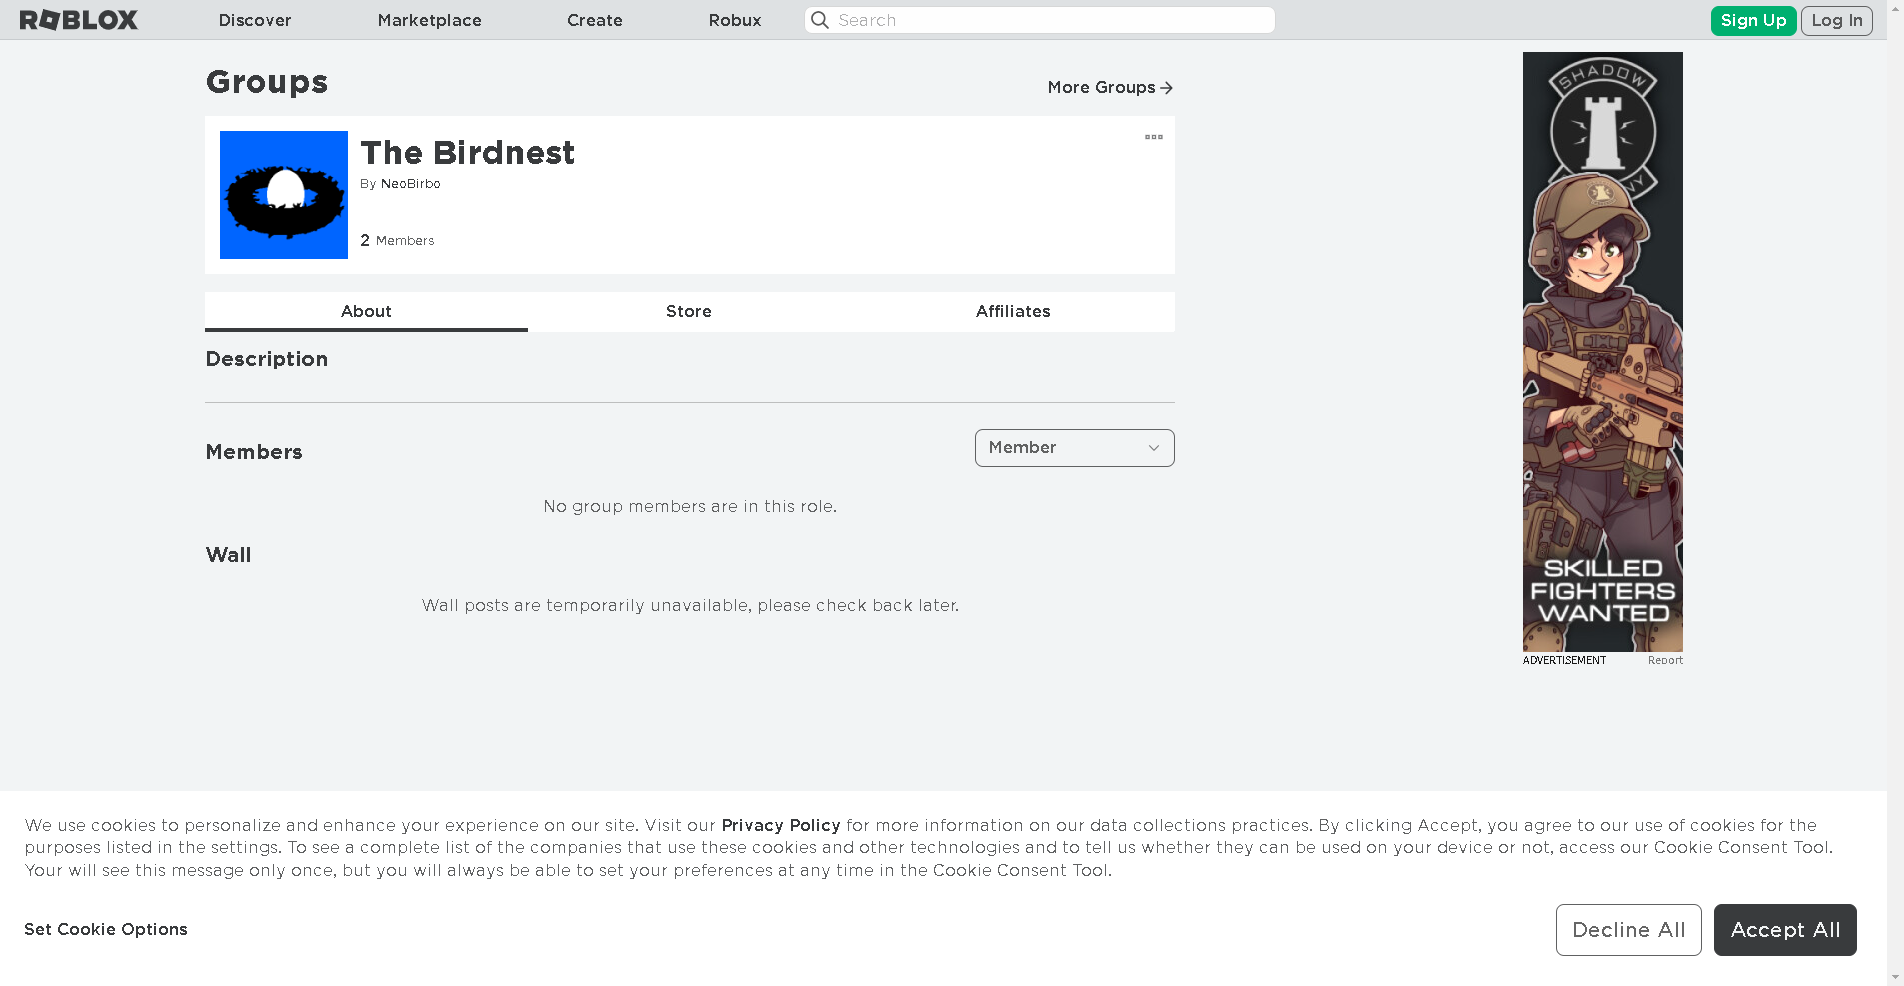 ROBLOX
Discover
Marketplace
Create
Robux
Search
Sign Up
Log In
Groups
More Groups
The Birdnest
By NeoBirbo
2 Members
About
Store
Affiliates
Description
Members
Member
No group members are in this role.
Wall
Wall posts are temporarily unavailable, please check back later.
SHADOW
SKILLED
FIGHTERS
WANTED
ADVERTISEMENT
Report
We use cookies to personalize and enhance your experience on our site. Visit our Privacy Policy for more information on our data collections practices. By clicking Accept, you agree to our use of cookies for the
purposes listed in the settings. To see a complete list of the companies that use these cookies and other technologies and to tell us whether they can be used on your device or not, access our Cookie Consent Tool.
Your will see this message only once, but you will always be able to set your preferences at any time in the Cookie Consent Tool.
Set Cookie Options
Decline All
Accept All